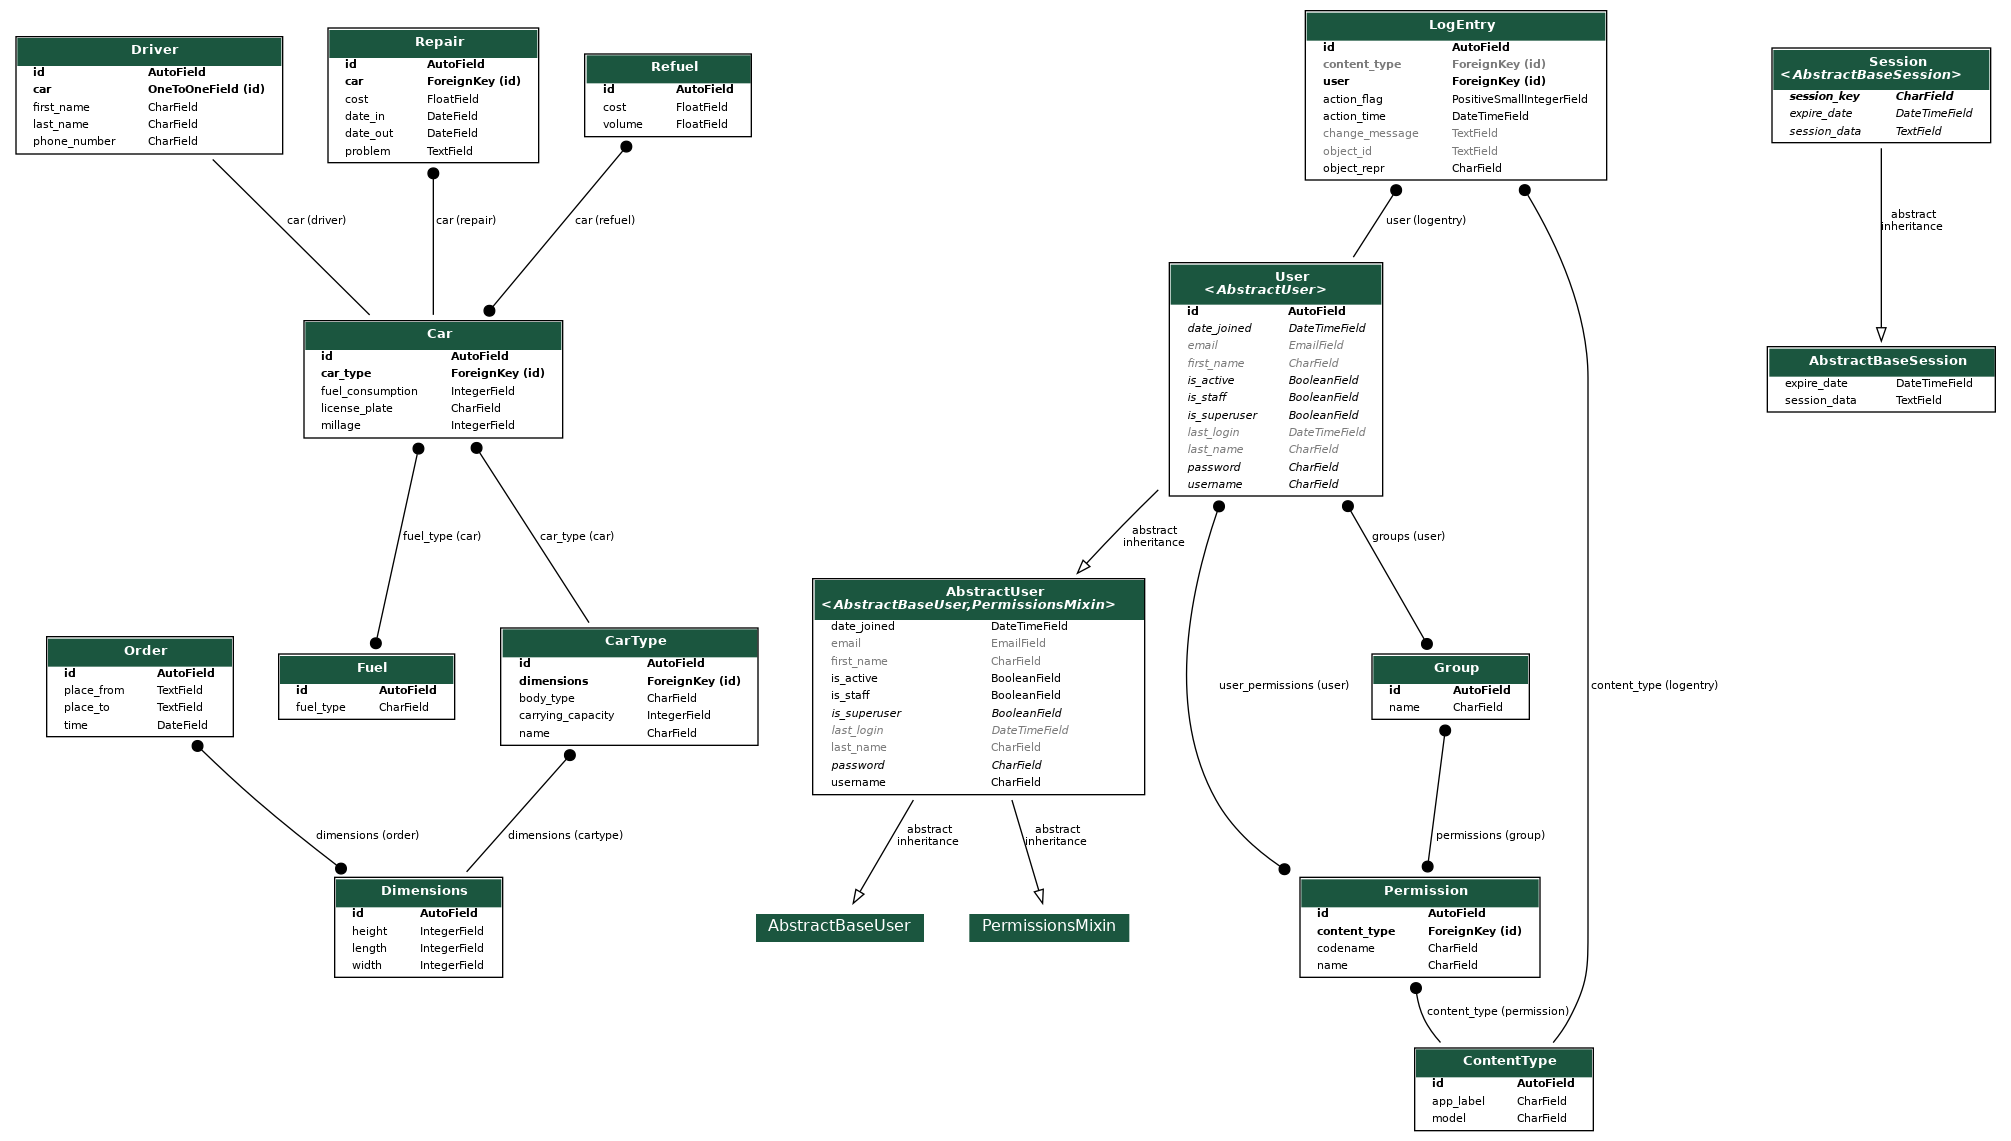 Driver
id AutoField
car OneToOneField (id)
first_name CharField
last_name CharField
phone_number CharField
Repair
id AutoField
car ForeignKey (id)
cost FloatField
date_in DateField
date_out DateField
problem TextField
Refuel
id AutoField
cost FloatField
volume FloatField
LogEntry
id AutoField
content_type ForeignKey (id)
user ForeignKey (id)
action_flag PositiveSmallIntegerField
action_time DateTimeField
change_message TextField
object_id TextField
object_repr CharField
Session
<AbstractBaseSession>
session_key CharField
expire_date DateTimeField
session_data TextField
car (driver)
car (repair)
car (refuel)
user (logentry)
abstract
inheritance
Car
id AutoField
car_type ForeignKey (id)
fuel_consumption IntegerField
license_plate CharField
millage IntegerField
User
<AbstractUser>
id AutoField
date_joined DateTimeField
email EmailField
first_name CharField
is_active BooleanField
is_staff BooleanField
is_superuser BooleanField
last_login DateTimeField
last_name CharField
password CharField
username CharField
AbstractBaseSession
expire_date DateTimeField
session_data TextField
fuel_type (car)
car_type (car)
abstract
inheritance
groups (user)
Order
id AutoField
place_from TextField
place_to TextField
time DateField
Fuel
id AutoField
fuel_type CharField
CarType
id AutoField
dimensions ForeignKey (id)
body_type CharField
carrying_capacity IntegerField
name CharField
AbstractUser
<AbstractBaseUser,PermissionsMixin>
date_joined DateTimeField
email EmailField
first_name CharField
is_active BooleanField
is_staff BooleanField
is_superuser BooleanField
last_login DateTimeField
last_name CharField
password CharField
username CharField
user_permissions (user)
Group
id AutoField
name CharField
content_type (logentry)
dimensions (order)
dimensions (cartype)
abstract
inheritance
abstract
inheritance
permissions (group)
Dimensions
id AutoField
height IntegerField
length IntegerField
width IntegerField
AbstractBaseUser
PermissionsMixin
Permission
id AutoField
content_type ForeignKey (id)
codename CharField
name CharField
content_type (permission)
ContentType
id AutoField
app_label CharField
model CharField